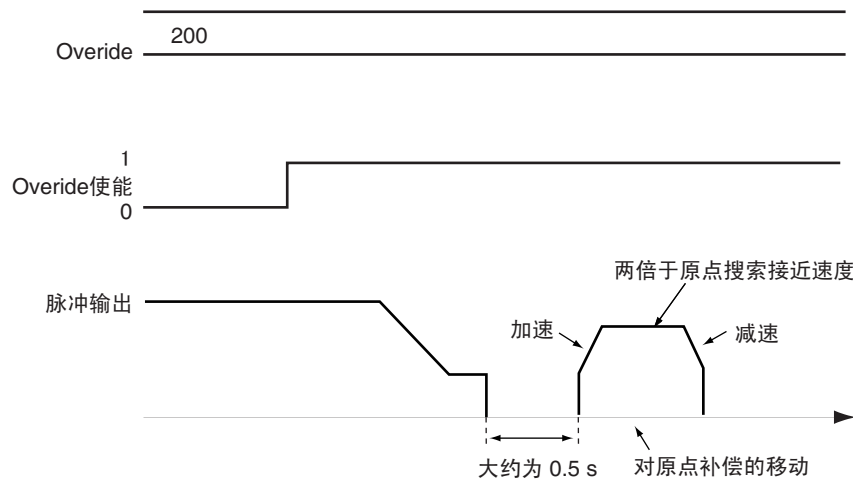 200
Overide
1
Overide使能
0
两倍于原点搜索接近速度
脉冲输出
加速
减速
大约为 0.5 s
对原点补偿的移动